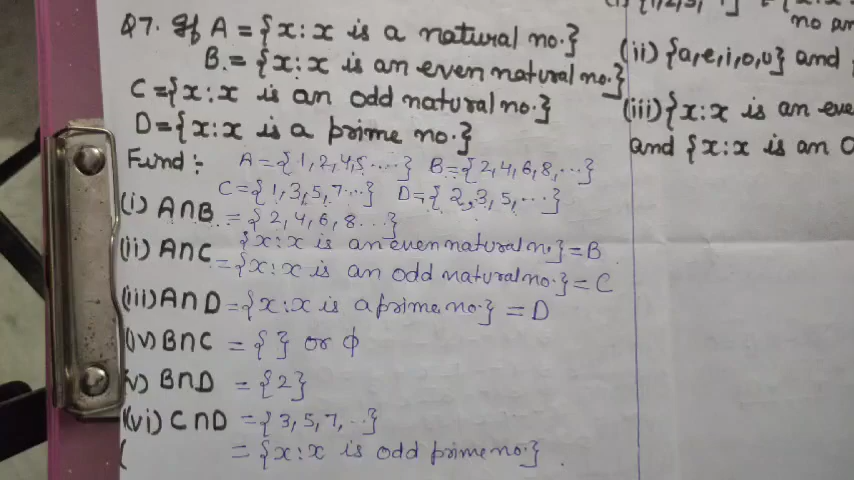 Q7. If A = {x:x is a natural no.}
B = {x:x is an even natural no.}
C = {x:x is an odd natural no.}
D = {x:x is a prime no.}
Find :- A = {1, 2, 4, 5 ....} B = {2, 4, 6, 8, ...}
C = {1, 3, 5, 7 ...} D = {2, 3, 5, ...}
(i) A∩B = {2, 4, 6, 8 ...}
{x:x is an even natural no.} = B
(ii) A∩C = {x:x is an odd natural no.} = C
(iii) A∩D = {x:x is a prime no.} = D
(iv) B∩C = { } or ϕ
v) B∩D = {2}
(vi) C∩D = {3, 5, 7, ..}
= {x:x is odd prime no.}
no
(ii) {a,e,i,o,u} and
(iii) {x:x is an
and {x:x is an